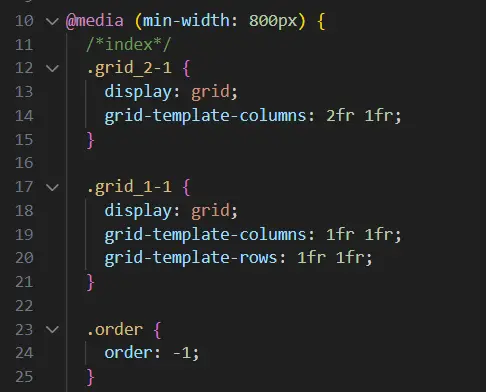 10 @media (min-width: 800px) {
11 /*index*/
12 .grid_2-1 {
13 display: grid;
14 grid-template-columns: 2fr 1fr;
15 }
16
17 .grid_1-1 {
18 display: grid;
19 grid-template-columns: 1fr 1fr;
20 grid-template-rows: 1fr 1fr;
21 }
22
23 .order {
24 order: -1;
25 }